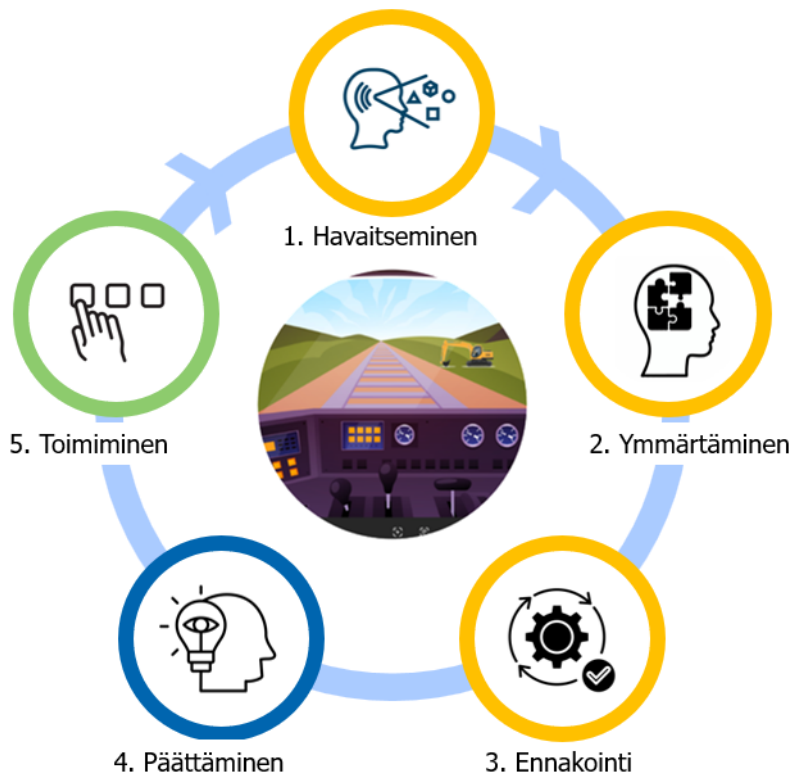 1. Havaitseminen
2. Ymmärtäminen
3. Ennakointi
4. Päättäminen
5. Toimiminen